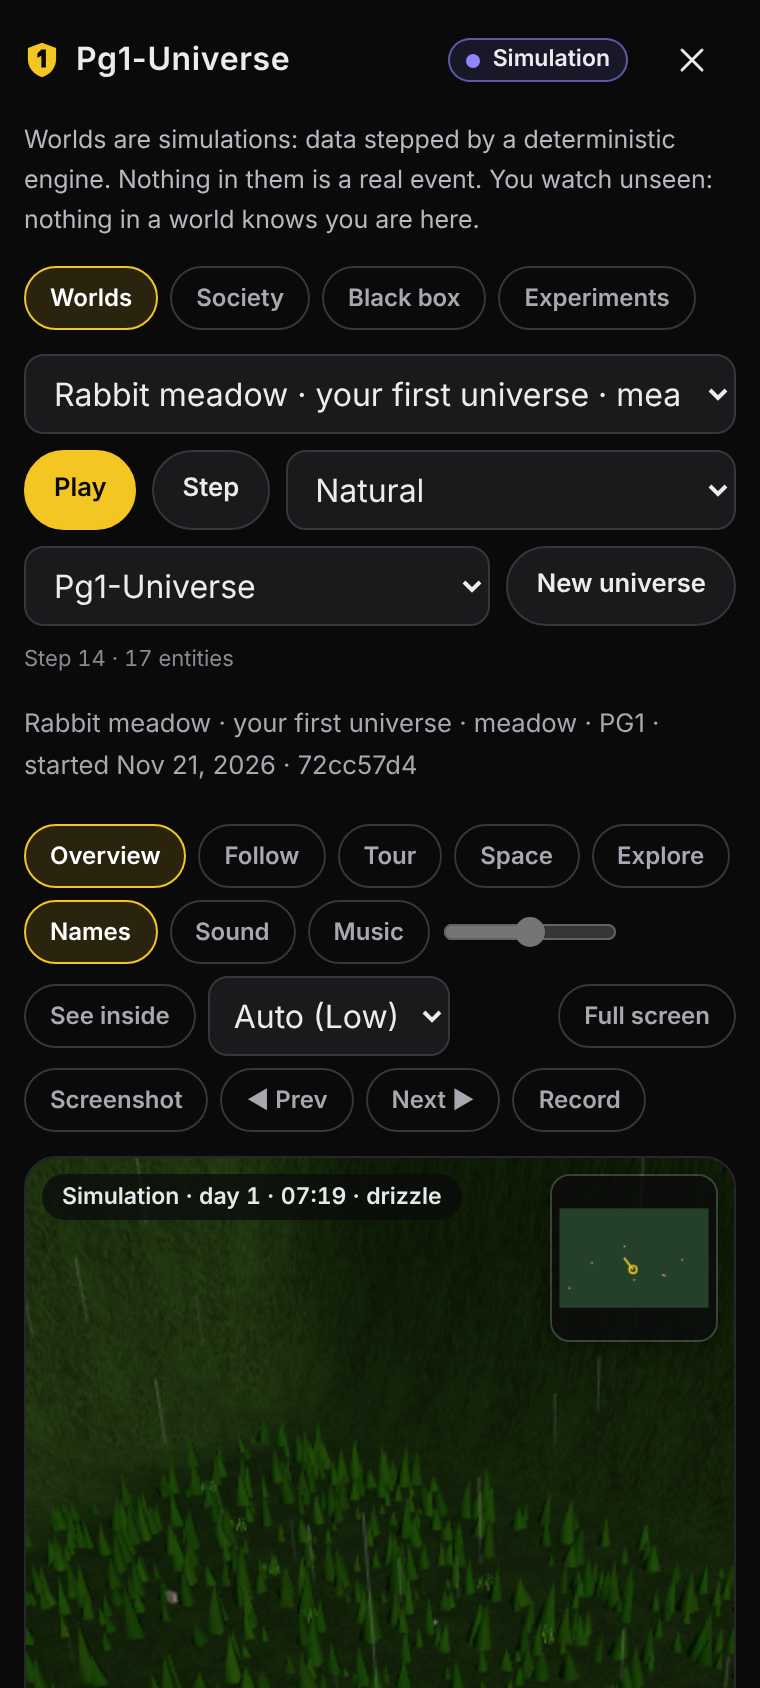 Pg1-Universe
Simulation
Worlds are simulations: data stepped by a deterministic
engine. Nothing in them is a real event. You watch unseen:
nothing in a world knows you are here.
Worlds
Society
Black box
Experiments
Rabbit meadow · your first universe · mea
Play
Step
Natural
Pg1-Universe
New universe
Step 14 · 17 entities
Rabbit meadow · your first universe · meadow · PG1 ·
started Nov 21, 2026 · 72cc57d4
Overview
Follow
Tour
Space
Explore
Names
Sound
Music
See inside
Auto (Low)
Full screen
Screenshot
◀ Prev
Next ▶
Record
Simulation · day 1 · 07:19 · drizzle